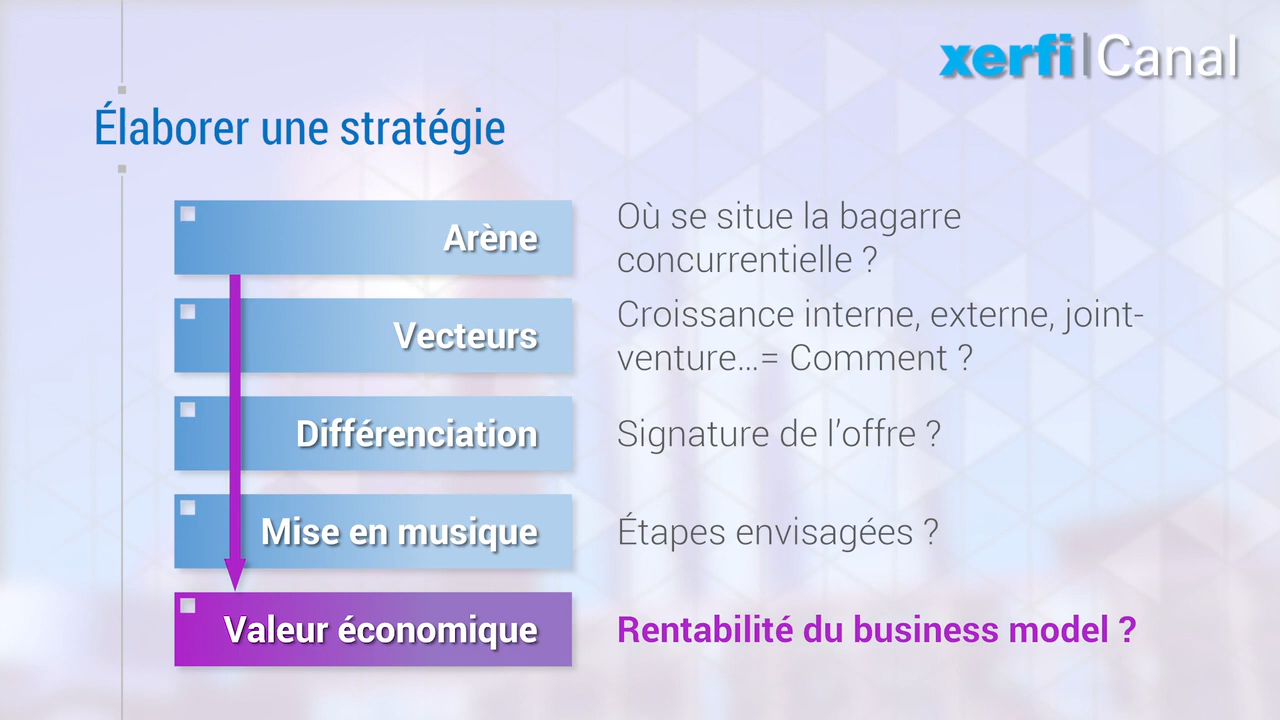 xerfi|Canal
Élaborer une stratégie
Arène
Où se situe la bagarre
concurrentielle ?
Vecteurs
Croissance interne, externe, joint-
venture…= Comment ?
Différenciation
Signature de l’offre ?
Mise en musique
Étapes envisagées ?
Valeur économique
Rentabilité du business model ?